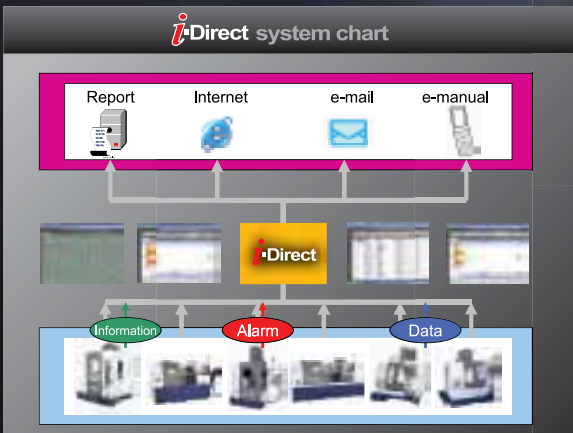 i-Direct system chart
Report Internet e-mail e-manual
i-Direct
Information Alarm Data